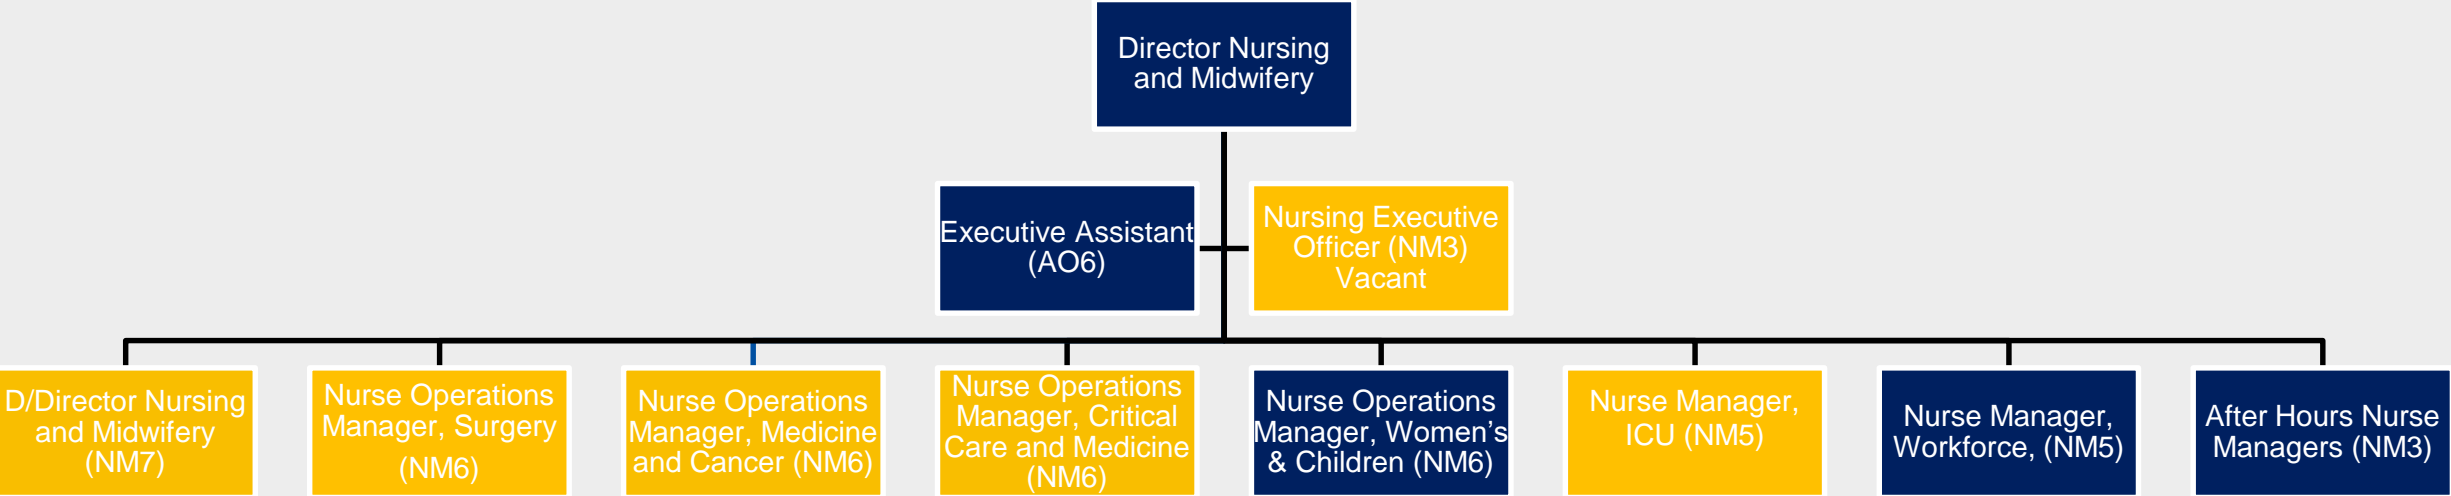 Director Nursing
and Midwifery
Executive Assistant
(AO6)
Nursing Executive
Officer (NM3)
Vacant
D/Director Nursing
and Midwifery
(NM7)
Nurse Operations
Manager, Surgery
(NM6)
Nurse Operations
Manager, Medicine
and Cancer (NM6)
Nurse Operations
Manager, Critical
Care and Medicine
(NM6)
Nurse Operations
Manager, Women’s
& Children (NM6)
Nurse Manager,
ICU (NM5)
Nurse Manager,
Workforce, (NM5)
After Hours Nurse
Managers (NM3)